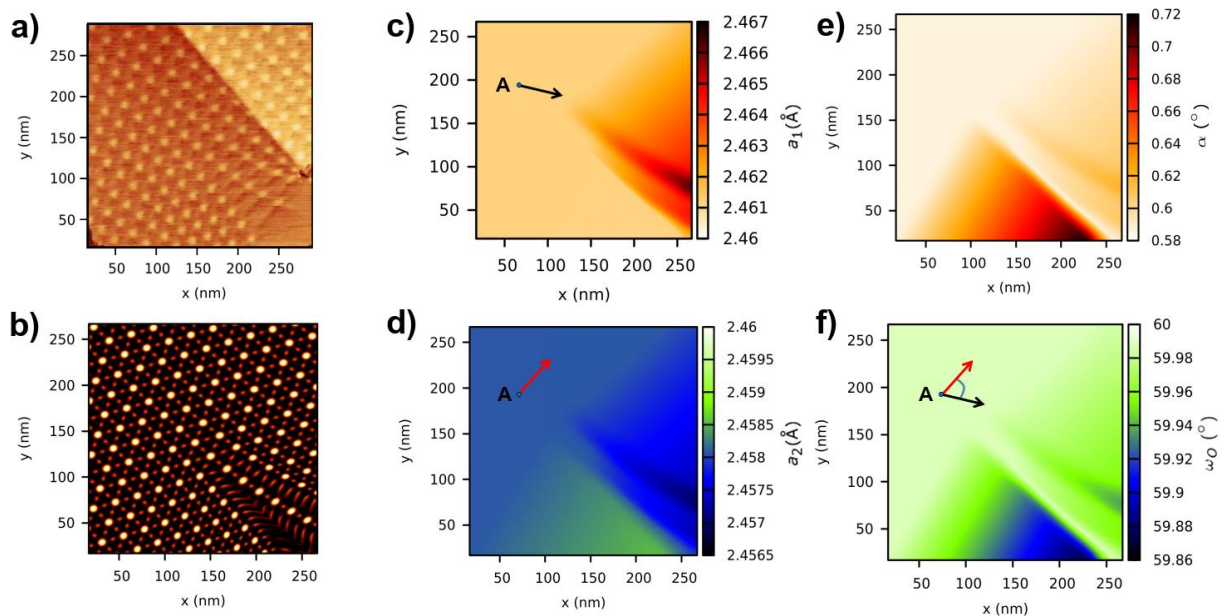 a)
250
200
150
100
50
y (nm)
50 100 150 200 250
x (nm)
c)
A
250
200
150
100
50
y (nm)
50 100 150 200 250
x (nm)
2.467
2.466
2.465
2.464
2.463
2.462
2.461
2.46
a₁(Å)
e)
250
200
150
100
50
y (nm)
50 100 150 200 250
x (nm)
0.72
0.7
0.68
0.66
0.64
0.62
0.6
0.58
α (°)
b)
250
200
150
100
50
y (nm)
50 100 150 200 250
x (nm)
d)
A
250
200
150
100
50
y (nm)
50 100 150 200 250
x (nm)
2.46
2.4595
2.459
2.4585
2.458
2.4575
2.457
2.4565
a₂(Å)
f)
A
250
200
150
100
50
y (nm)
50 100 150 200 250
x (nm)
60
59.98
59.96
59.94
59.92
59.9
59.88
59.86
ω₀ (°)